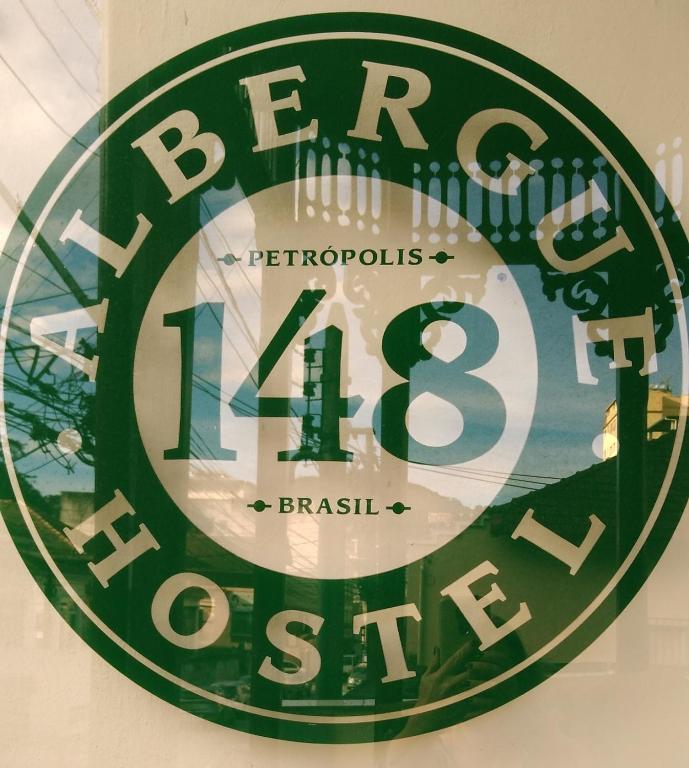 ALBERGUE
PETRÓPOLIS
148
BRASIL
HOSTEL